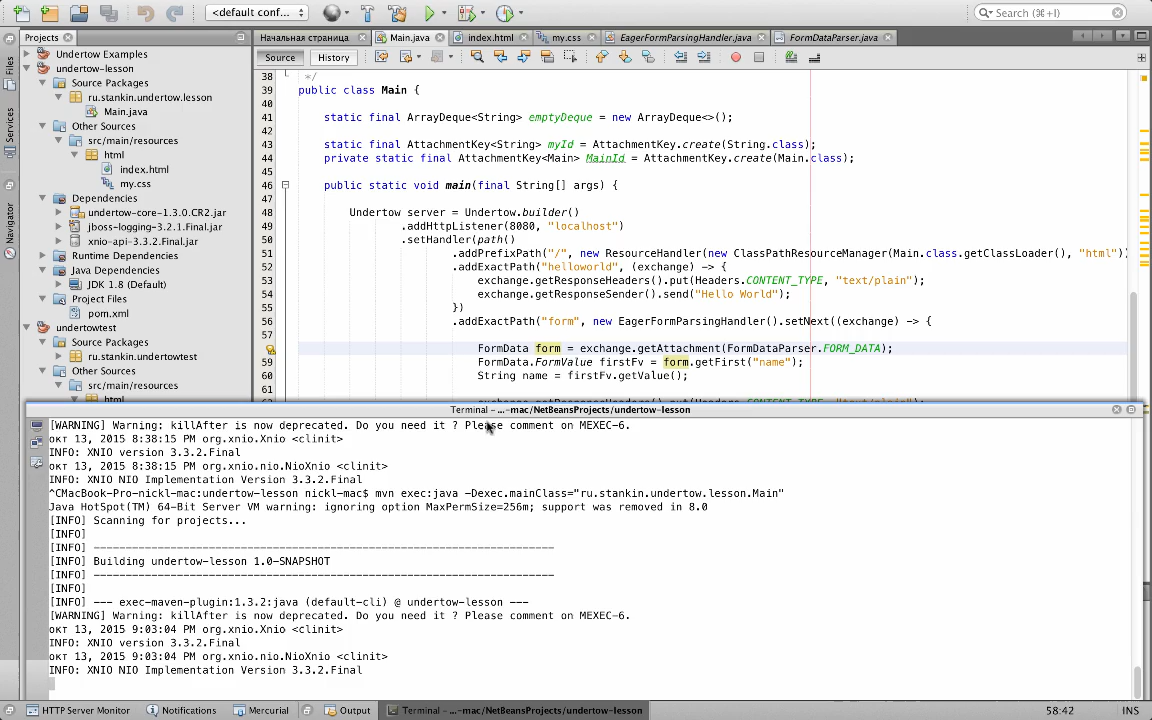 <default conf...
Search (⌘+I)
Projects
Начальная страница
Main.java
index.html
my.css
EagerFormParsingHandler.java
FormDataParser.java
Source
History
Files
Services
Navigator
Undertow Examples
undertow-lesson
Source Packages
ru.stankin.undertow.lesson
Main.java
Other Sources
src/main/resources
html
index.html
my.css
Dependencies
undertow-core-1.3.0.CR2.jar
jboss-logging-3.2.1.Final.jar
xnio-api-3.3.2.Final.jar
Runtime Dependencies
Java Dependencies
JDK 1.8 (Default)
Project Files
pom.xml
undertowtest
Source Packages
ru.stankin.undertowtest
Other Sources
src/main/resources
html
38 */
39 public class Main {
40
41 static final ArrayDeque<String> emptyDeque = new ArrayDeque<>();
42
43 static final AttachmentKey<String> myId = AttachmentKey.create(String.class);
44 private static final AttachmentKey<Main> MainId = AttachmentKey.create(Main.class);
45
46 public static void main(final String[] args) {
47
48 Undertow server = Undertow.builder()
49 .addHttpListener(8080, "localhost")
50 .setHandler(path()
51 .addPrefixPath("/", new ResourceHandler(new ClassPathResourceManager(Main.class.getClassLoader(), "html"))
52 .addExactPath("helloworld", (exchange) -> {
53 exchange.getResponseHeaders().put(Headers.CONTENT_TYPE, "text/plain");
54 exchange.getResponseSender().send("Hello World");
55 })
56 .addExactPath("form", new EagerFormParsingHandler().setNext((exchange) -> {
57
FormData form = exchange.getAttachment(FormDataParser.FORM_DATA);
59 FormData.FormValue firstFv = form.getFirst("name");
60 String name = firstFv.getValue();
61
Terminal - ...-mac/NetBeansProjects/undertow-lesson
[WARNING] Warning: killAfter is now deprecated. Do you need it ? Please comment on MEXEC-6.
окт 13, 2015 8:38:15 PM org.xnio.Xnio <clinit>
INFO: XNIO version 3.3.2.Final
окт 13, 2015 8:38:15 PM org.xnio.nio.NioXnio <clinit>
INFO: XNIO NIO Implementation Version 3.3.2.Final
^CMacBook-Pro-nickl-mac:undertow-lesson nickl-mac$ mvn exec:java -Dexec.mainClass="ru.stankin.undertow.lesson.Main"
Java HotSpot(TM) 64-Bit Server VM warning: ignoring option MaxPermSize=256m; support was removed in 8.0
[INFO] Scanning for projects...
[INFO]
[INFO] ------------------------------------------------------------------------
[INFO] Building undertow-lesson 1.0-SNAPSHOT
[INFO] ------------------------------------------------------------------------
[INFO]
[INFO] --- exec-maven-plugin:1.3.2:java (default-cli) @ undertow-lesson ---
[WARNING] Warning: killAfter is now deprecated. Do you need it ? Please comment on MEXEC-6.
окт 13, 2015 9:03:04 PM org.xnio.Xnio <clinit>
INFO: XNIO version 3.3.2.Final
окт 13, 2015 9:03:04 PM org.xnio.nio.NioXnio <clinit>
INFO: XNIO NIO Implementation Version 3.3.2.Final
HTTP Server Monitor
Notifications
Mercurial
Output
Terminal - ...-mac/NetBeansProjects/undertow-lesson
58:42
INS